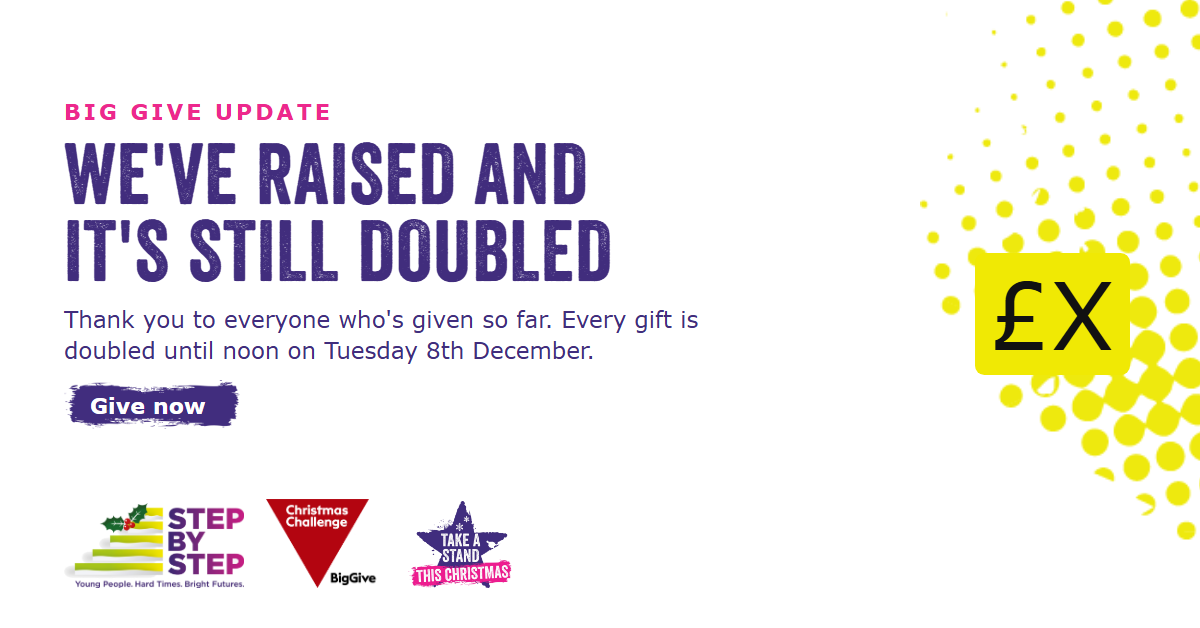 BIG GIVE UPDATE
WE'VE RAISED AND
IT'S STILL DOUBLED
Thank you to everyone who's given so far. Every gift is
doubled until noon on Tuesday 8th December.
Give now
£X
STEP
BY
STEP
Young People. Hard Times. Bright Futures.
Christmas
Challenge
BigGive
TAKE A
STAND
THIS CHRISTMAS